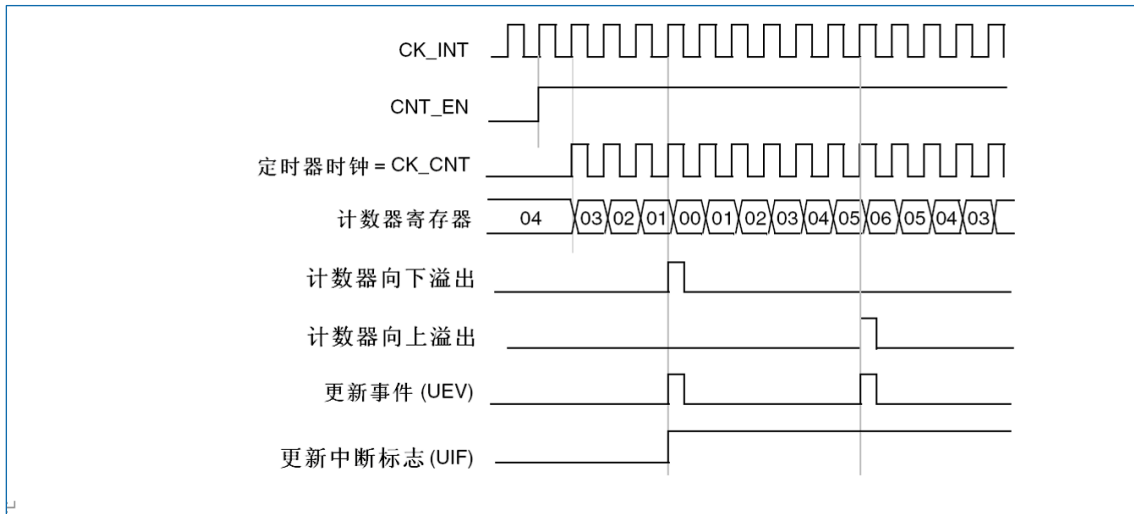 CK_INT
CNT_EN
定时器时钟 = CK_CNT
计数器寄存器 04 03 02 01 00 01 02 03 04 05 06 05 04 03
计数器向下溢出
计数器向上溢出
更新事件 (UEV)
更新中断标志 (UIF)